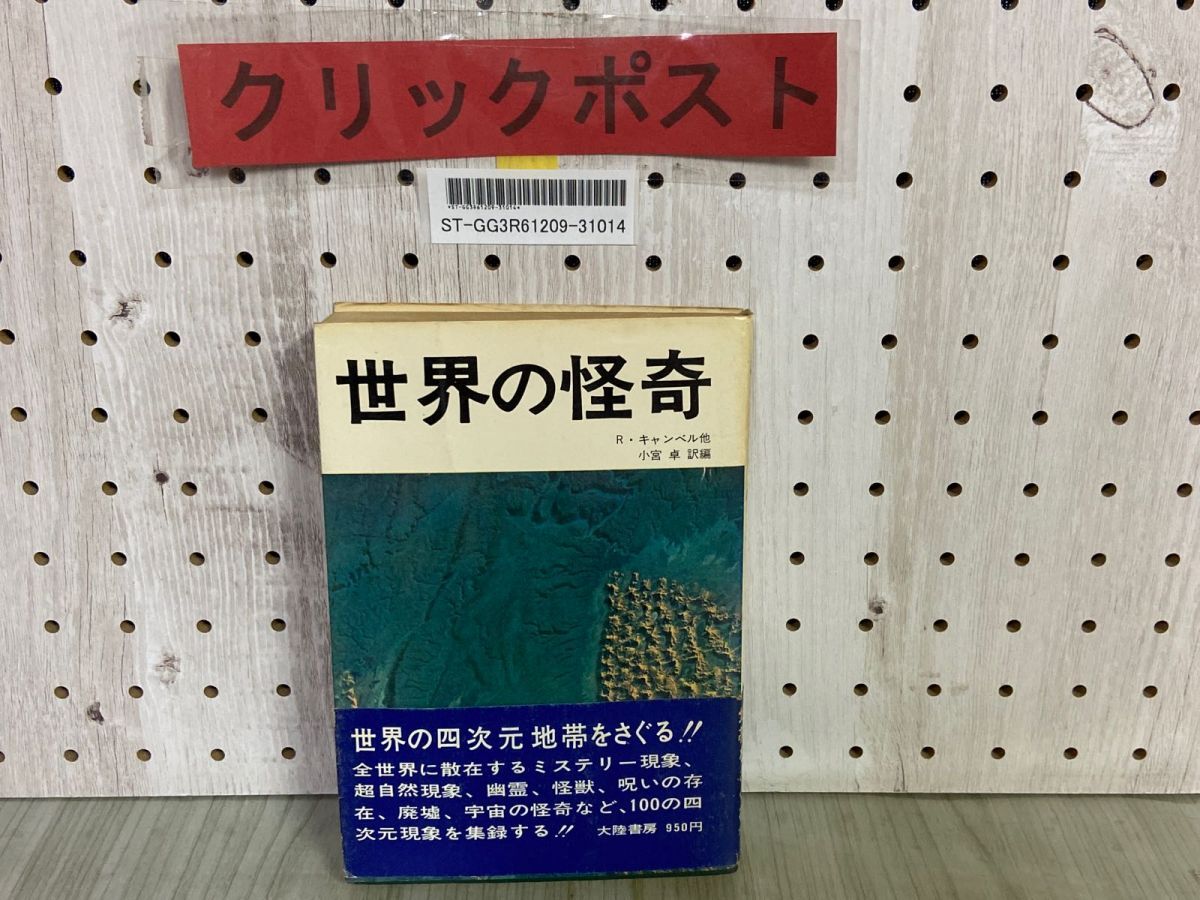 クリックポスト
*ST-GG3R61209-31014*
ST-GG3R61209-31014
世界の怪奇
R・キャンベル他
小宮 卓 訳編
世界の四次元地帯をさぐる!!
全世界に散在するミステリー現象、
超自然現象、幽霊、怪獣、呪いの存
在、廃墟、宇宙の怪奇など、100の四
次元現象を集録する!! 大陸書房 950円